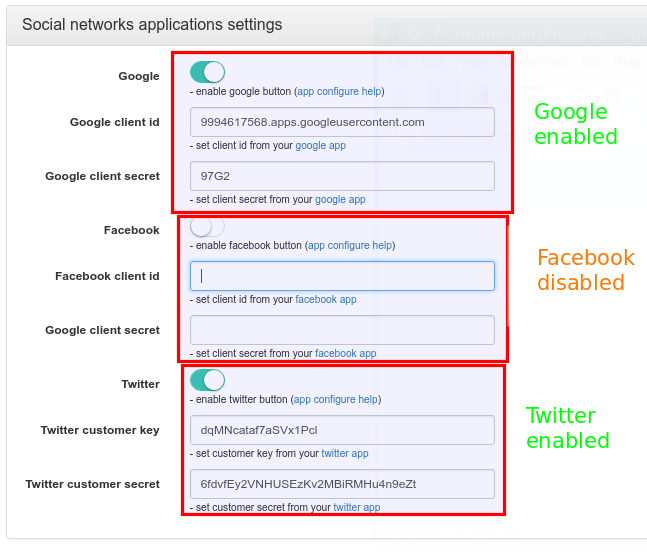 Social networks applications settings
Google
- enable google button (app configure help)
Google client id
9994617568.apps.googleusercontent.com
- set client id from your google app
Google client secret
97G2
- set client secret from your google app
Google
enabled
Facebook
- enable facebook button (app configure help)
Facebook client id
- set client id from your facebook app
Google client secret
- set client secret from your facebook app
Facebook
disabled
Twitter
- enable twitter button (app configure help)
Twitter customer key
dqMNcataf7aSVx1Pcl
- set customer key from your twitter app
Twitter customer secret
6fdvfEy2VNHUSEzKv2MBiRMHu4n9eZt
- set customer secret from your twitter app
Twitter
enabled